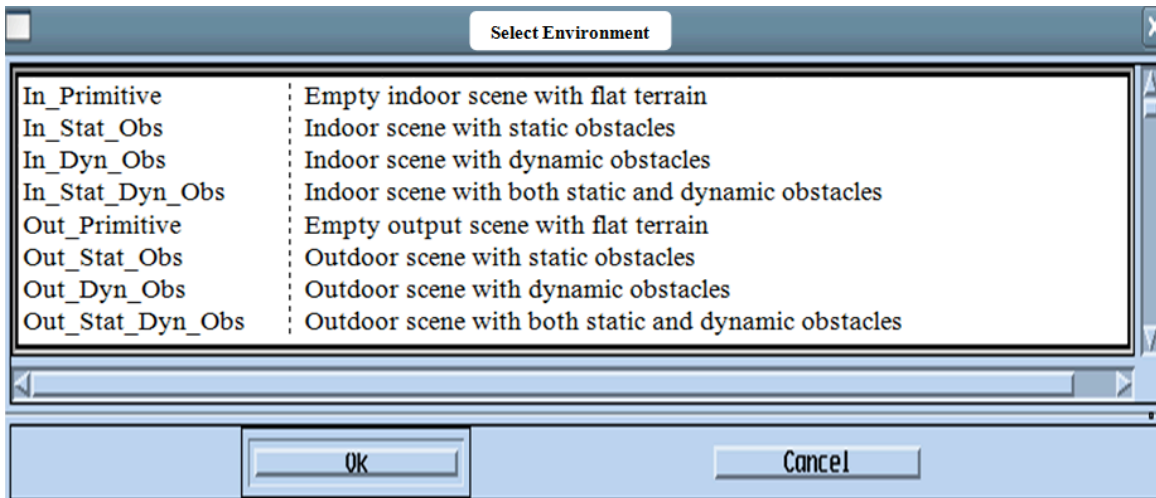 Select Environment
In_Primitive Empty indoor scene with flat terrain
In_Stat_Obs Indoor scene with static obstacles
In_Dyn_Obs Indoor scene with dynamic obstacles
In_Stat_Dyn_Obs Indoor scene with both static and dynamic obstacles
Out_Primitive Empty output scene with flat terrain
Out_Stat_Obs Outdoor scene with static obstacles
Out_Dyn_Obs Outdoor scene with dynamic obstacles
Out_Stat_Dyn_Obs Outdoor scene with both static and dynamic obstacles
OK Cancel